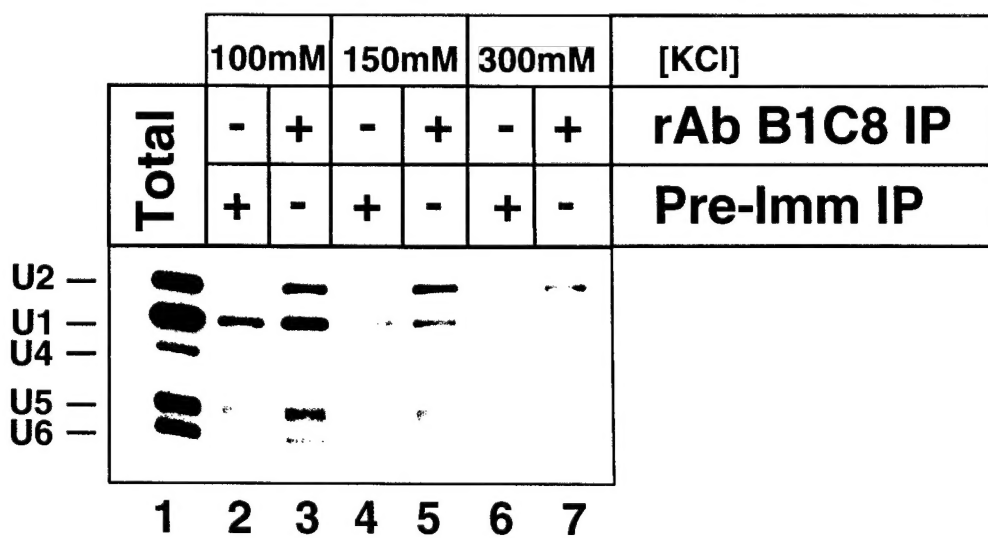 100mM 150mM 300mM [KCl]
Total - + - + - + rAb B1C8 IP
+ - + - + - Pre-Imm IP
U2 —
U1 —
U4 —
U5 —
U6 —
1 2 3 4 5 6 7